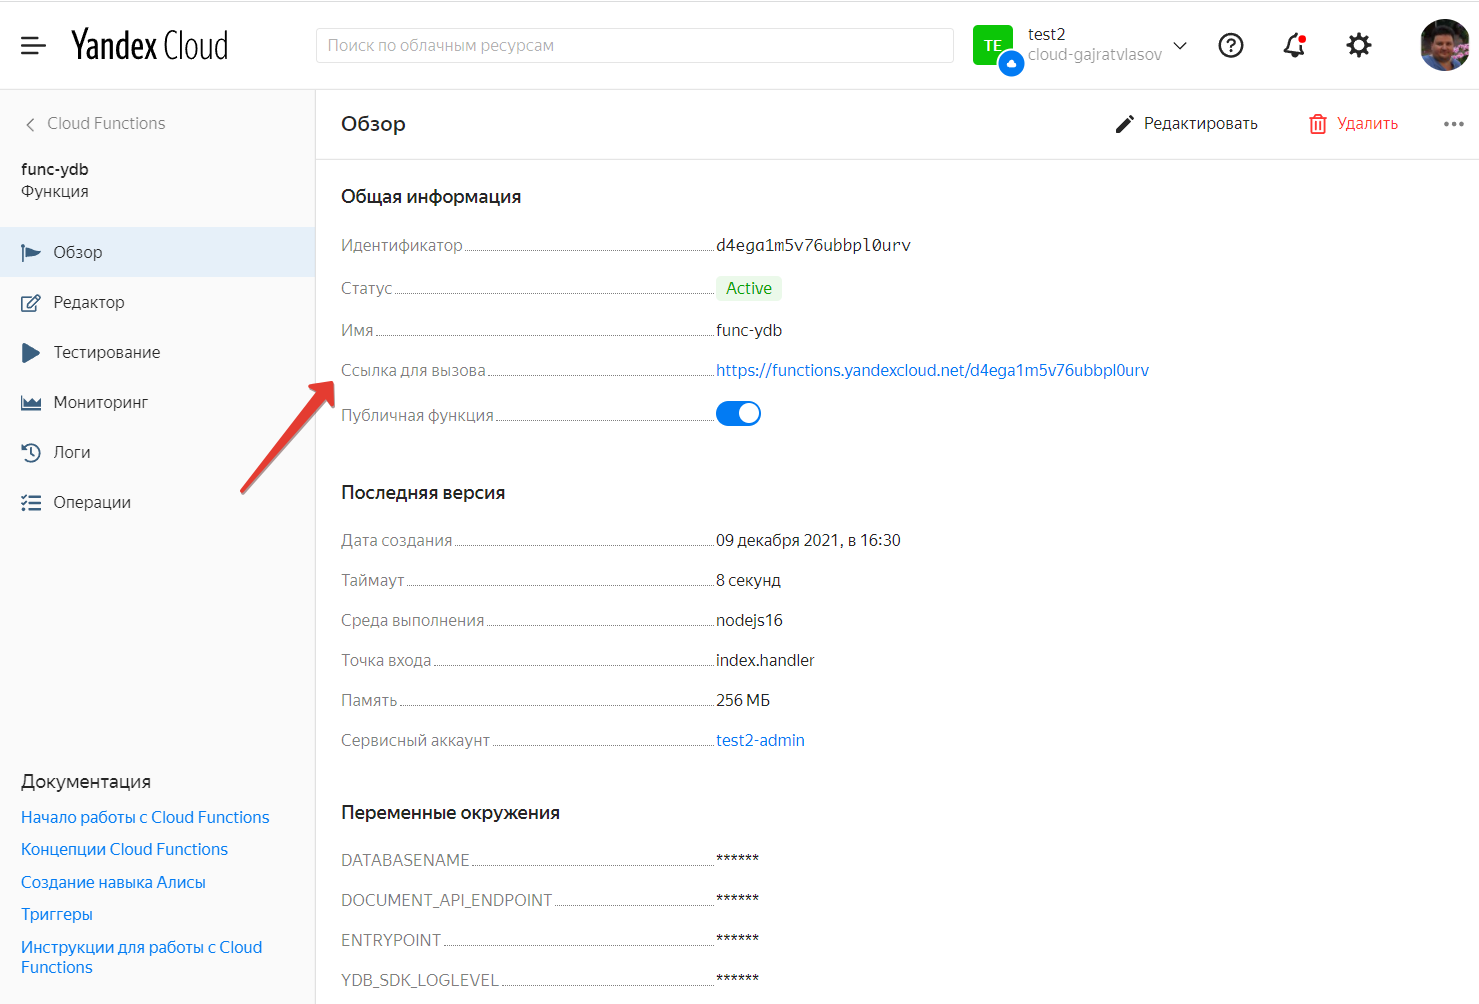 Yandex Cloud
Поиск по облачным ресурсам
TE
test2
cloud-gajratvlasov
Cloud Functions
func-ydb
Функция
Обзор
Редактор
Тестирование
Мониторинг
Логи
Операции
Документация
Начало работы с Cloud Functions
Концепции Cloud Functions
Создание навыка Алисы
Триггеры
Инструкции для работы с Cloud
Functions
Обзор
Редактировать
Удалить
Общая информация
Идентификатор d4ega1m5v76ubbpl0urv
Статус Active
Имя func-ydb
Ссылка для вызова https://functions.yandexcloud.net/d4ega1m5v76ubbpl0urv
Публичная функция
Последняя версия
Дата создания 09 декабря 2021, в 16:30
Таймаут 8 секунд
Среда выполнения nodejs16
Точка входа index.handler
Память 256 МБ
Сервисный аккаунт test2-admin
Переменные окружения
DATABASENAME ******
DOCUMENT_API_ENDPOINT ******
ENTRYPOINT ******
YDB_SDK_LOGLEVEL ******